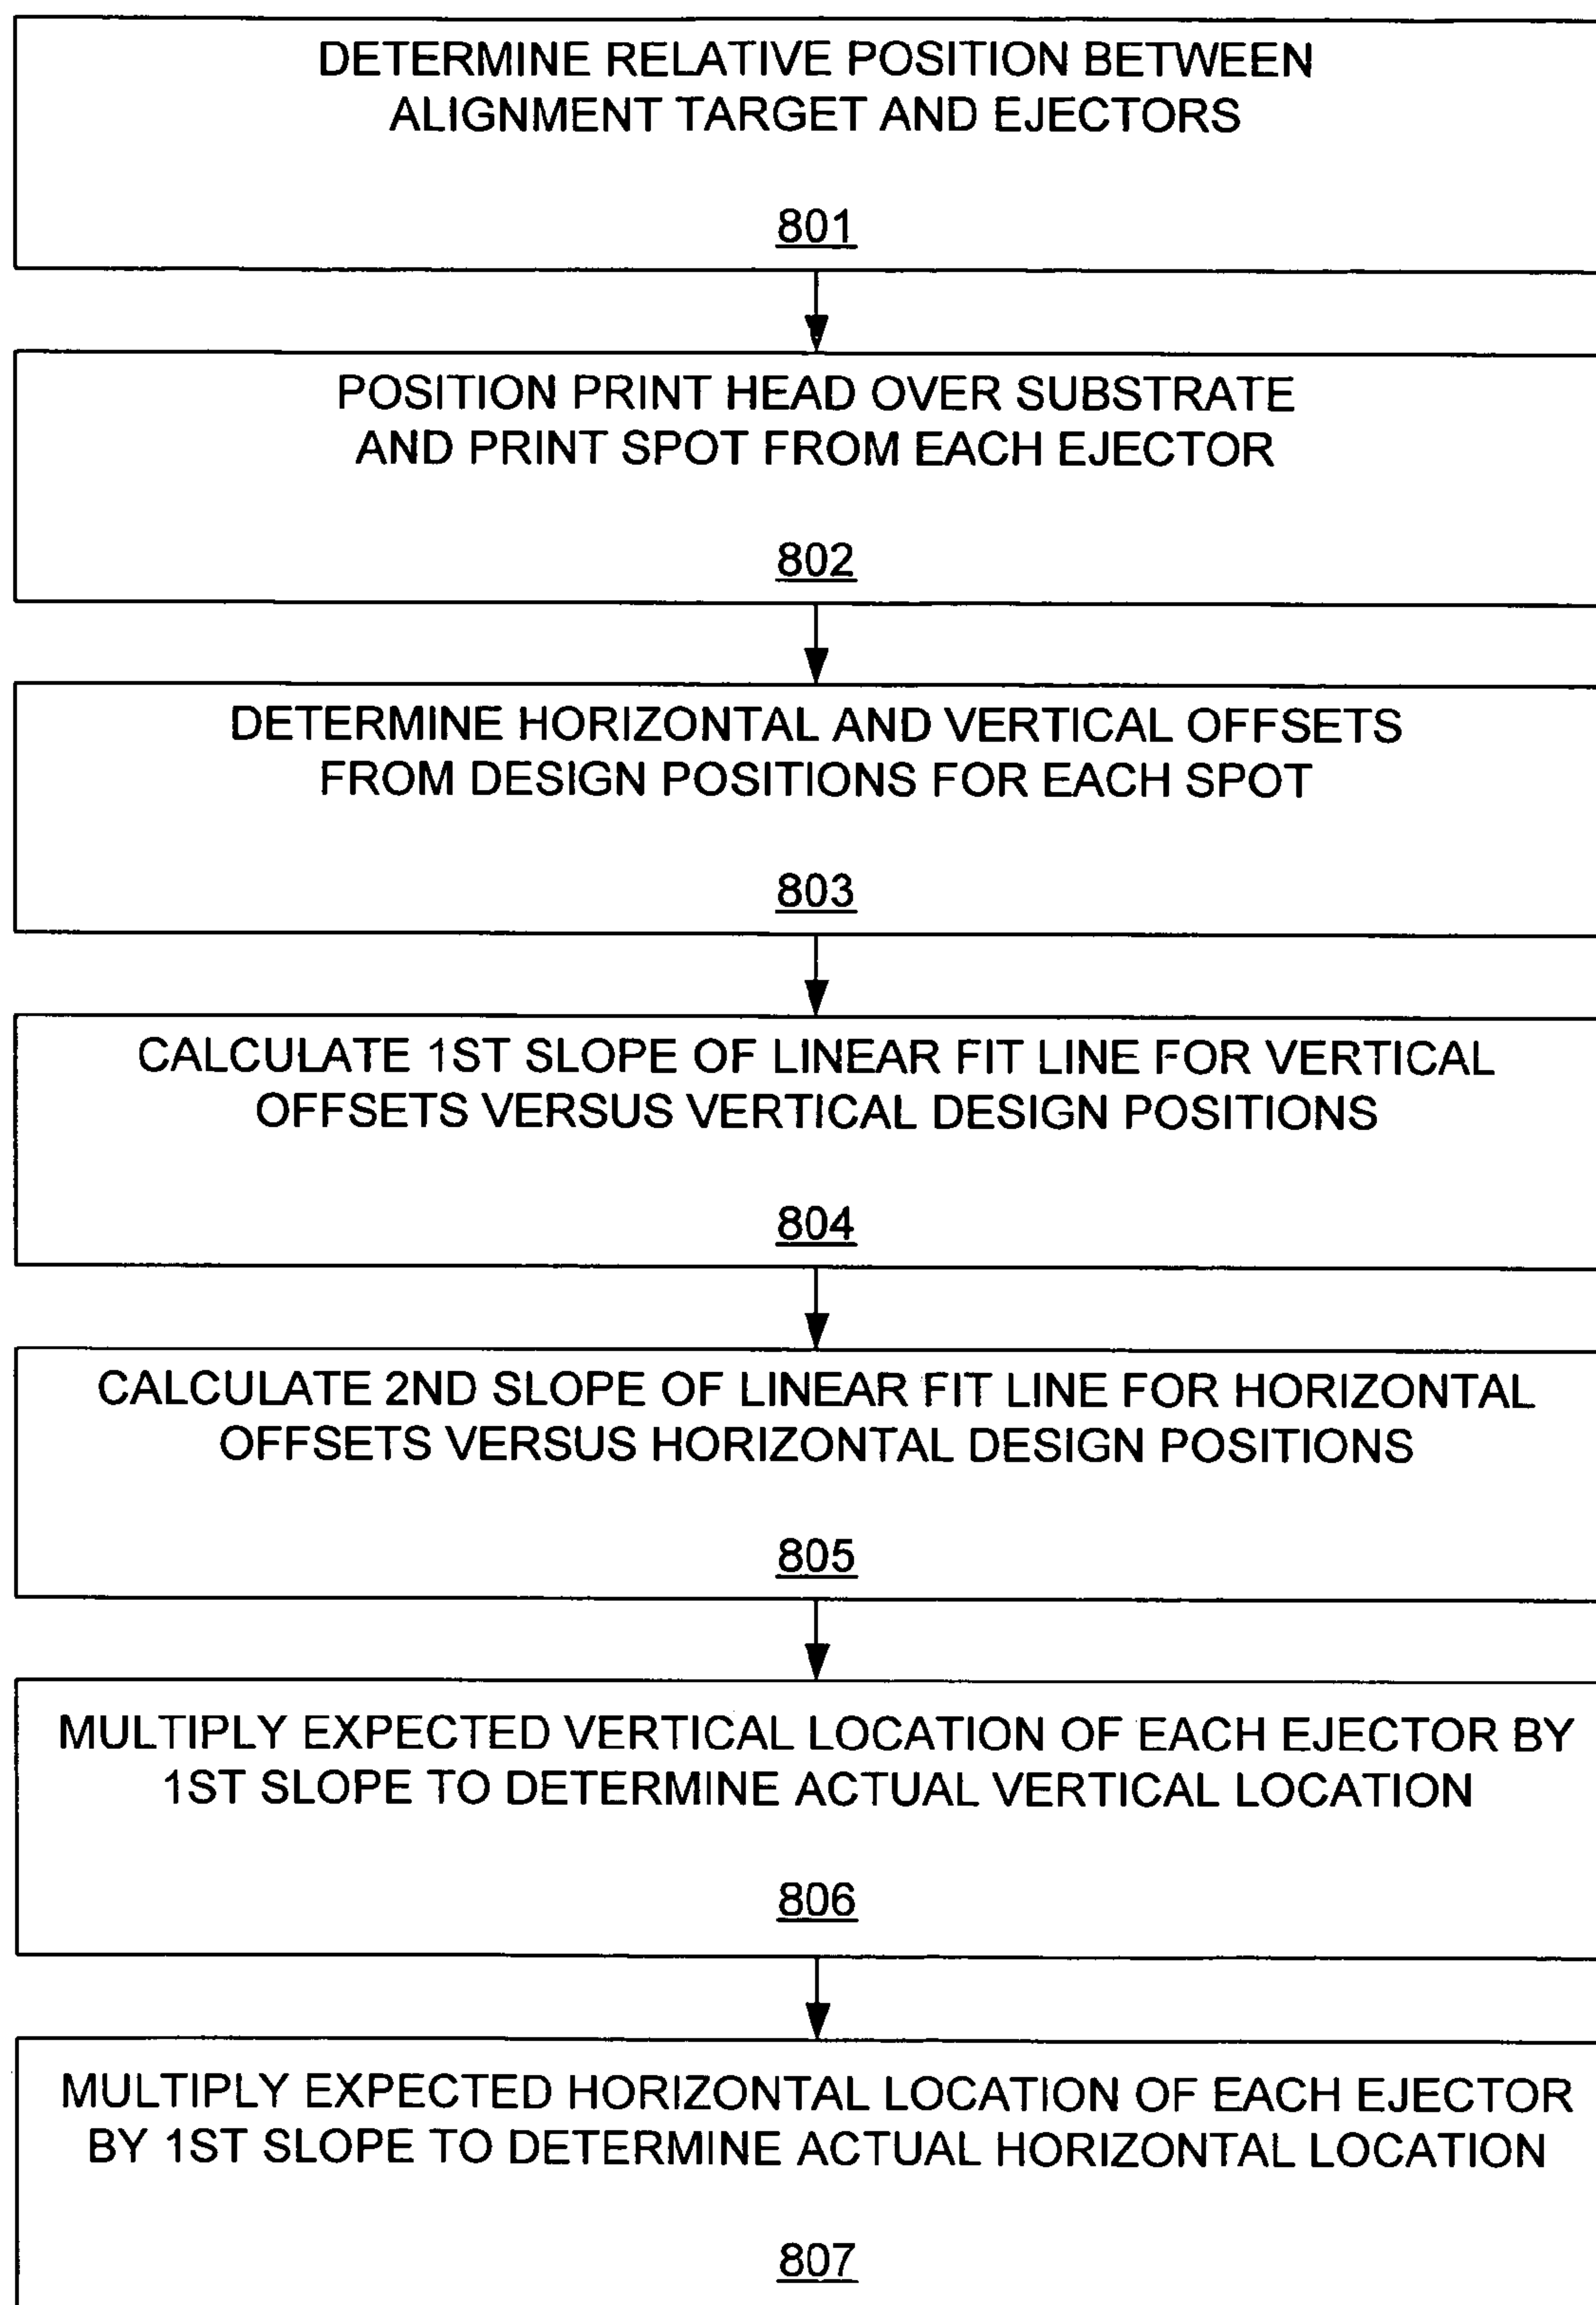 DETERMINE RELATIVE POSITION BETWEEN
ALIGNMENT TARGET AND EJECTORS
801
POSITION PRINT HEAD OVER SUBSTRATE
AND PRINT SPOT FROM EACH EJECTOR
802
DETERMINE HORIZONTAL AND VERTICAL OFFSETS
FROM DESIGN POSITIONS FOR EACH SPOT
803
CALCULATE 1ST SLOPE OF LINEAR FIT LINE FOR VERTICAL
OFFSETS VERSUS VERTICAL DESIGN POSITIONS
804
CALCULATE 2ND SLOPE OF LINEAR FIT LINE FOR HORIZONTAL
OFFSETS VERSUS HORIZONTAL DESIGN POSITIONS
805
MULTIPLY EXPECTED VERTICAL LOCATION OF EACH EJECTOR BY
1ST SLOPE TO DETERMINE ACTUAL VERTICAL LOCATION
806
MULTIPLY EXPECTED HORIZONTAL LOCATION OF EACH EJECTOR
BY 1ST SLOPE TO DETERMINE ACTUAL HORIZONTAL LOCATION
807